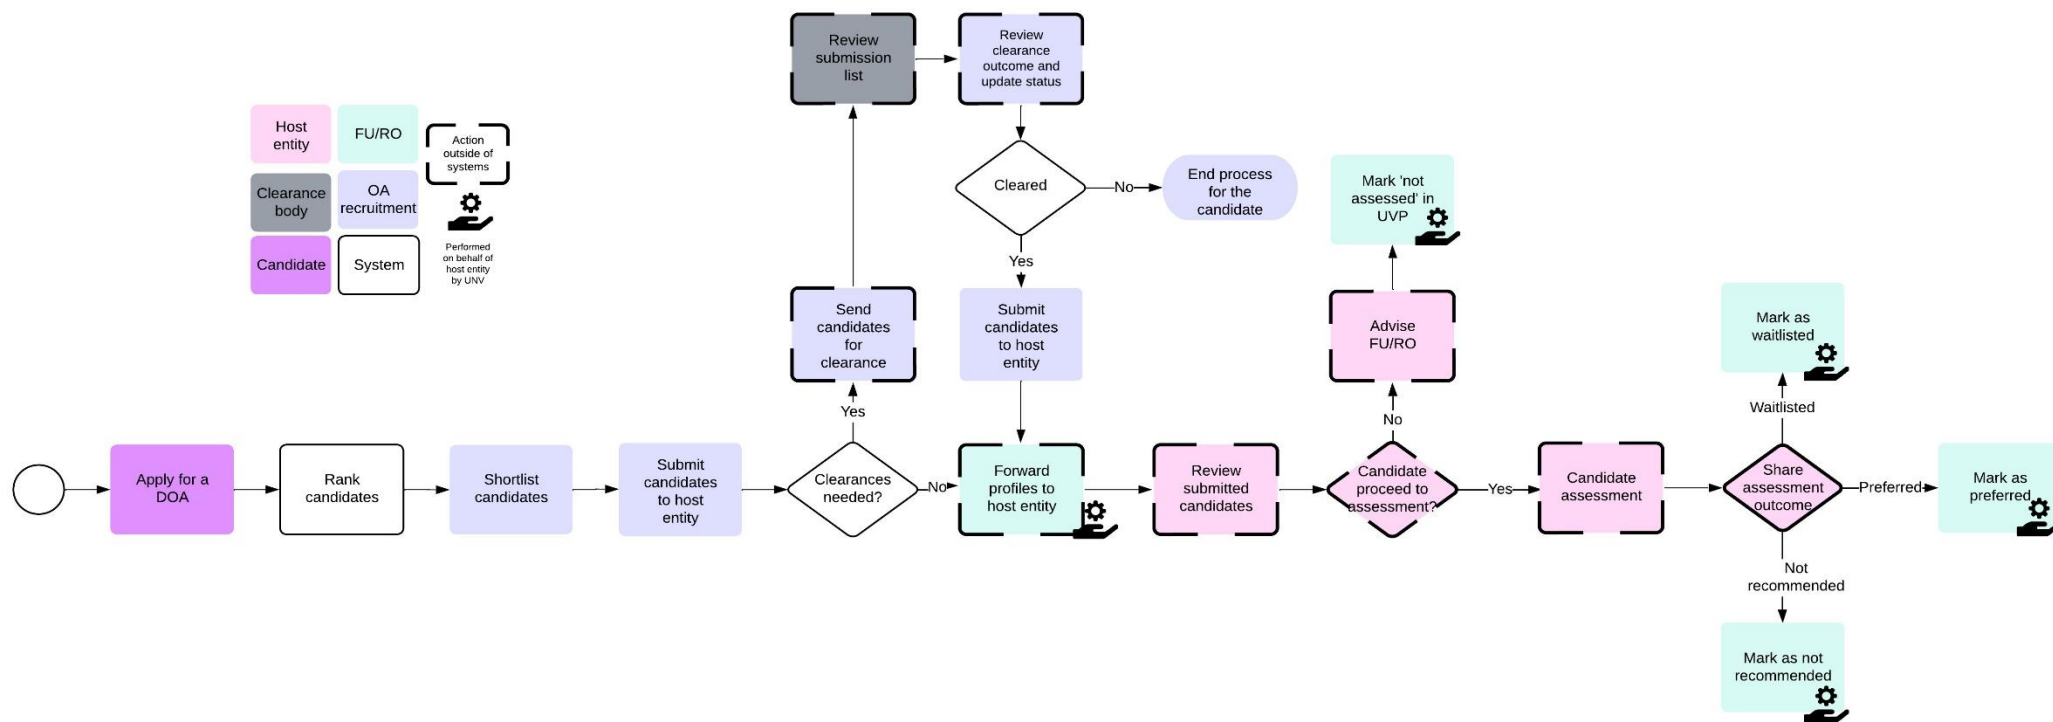 Review
submission
list
Review
clearance
outcome and
update status
Host
entity
FU/RO
Action
outside of
systems
Clearance
body
OA
recruitment
Candidate
System
Performed
on behalf of
host entity
by UNV
Cleared
No
End process
for the
candidate
Mark 'not
assessed' in
UVP
Yes
Send
candidates
for
clearance
Submit
candidates
to host
entity
Advise
FU/RO
Mark as
waitlisted
Yes
No
Waitlisted
Apply for a
DOA
Rank
candidates
Shortlist
candidates
Submit
candidates
to host
entity
Clearances
needed?
No
Forward
profiles to
host entity
Review
submitted
candidates
Candidate
proceed to
assessment?
Yes
Candidate
assessment
Share
assessment
outcome
Preferred
Mark as
preferred
Not
recommended
Mark as not
recommended